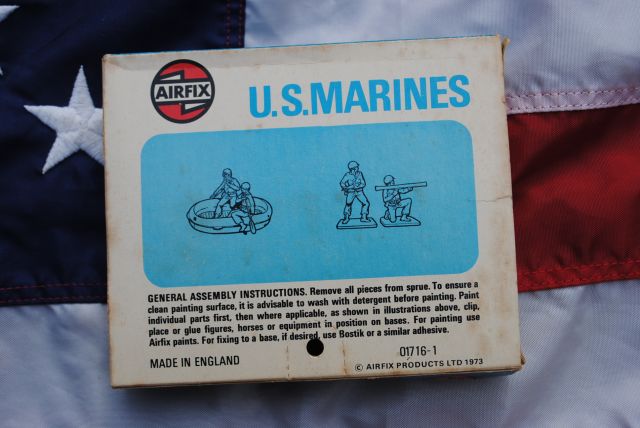 AIRFIX
U.S.MARINES
GENERAL ASSEMBLY INSTRUCTIONS. Remove all pieces from sprue. To ensure a
clean painting surface, it is advisable to wash with detergent before painting. Paint
individual parts first, then where applicable, as shown in illustrations above, clip,
place or glue figures, horses or equipment in position on bases. For painting use
Airfix paints. For fixing to a base, if desired, use Bostik or a similar adhesive.
MADE IN ENGLAND
01716-1
© AIRFIX PRODUCTS LTD 1973